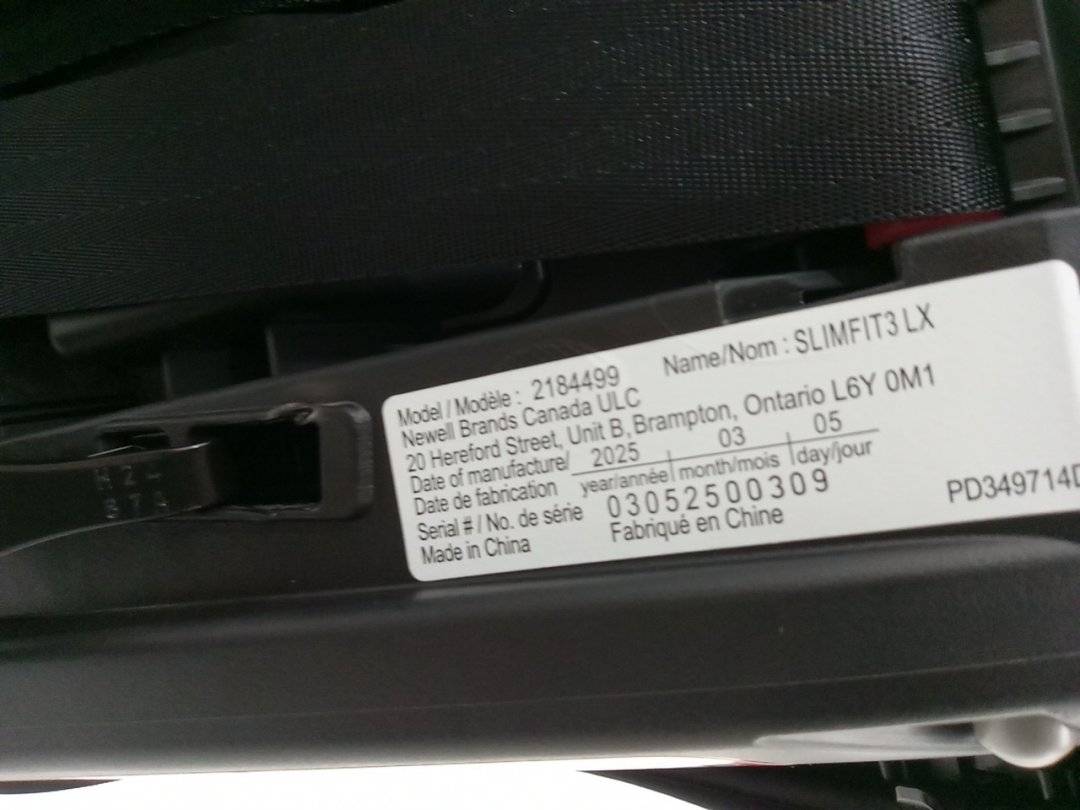 Model / Modèle : 2184499 Name/Nom : SLIMFIT3 LX
Newell Brands Canada ULC
20 Hereford Street, Unit B, Brampton, Ontario L6Y 0M1
Date of manufacture/ 2025 03 05
Date de fabrication year/année month/mois day/jour
Serial # / No. de série 03052500309
Made in China Fabriqué en Chine PD349714D